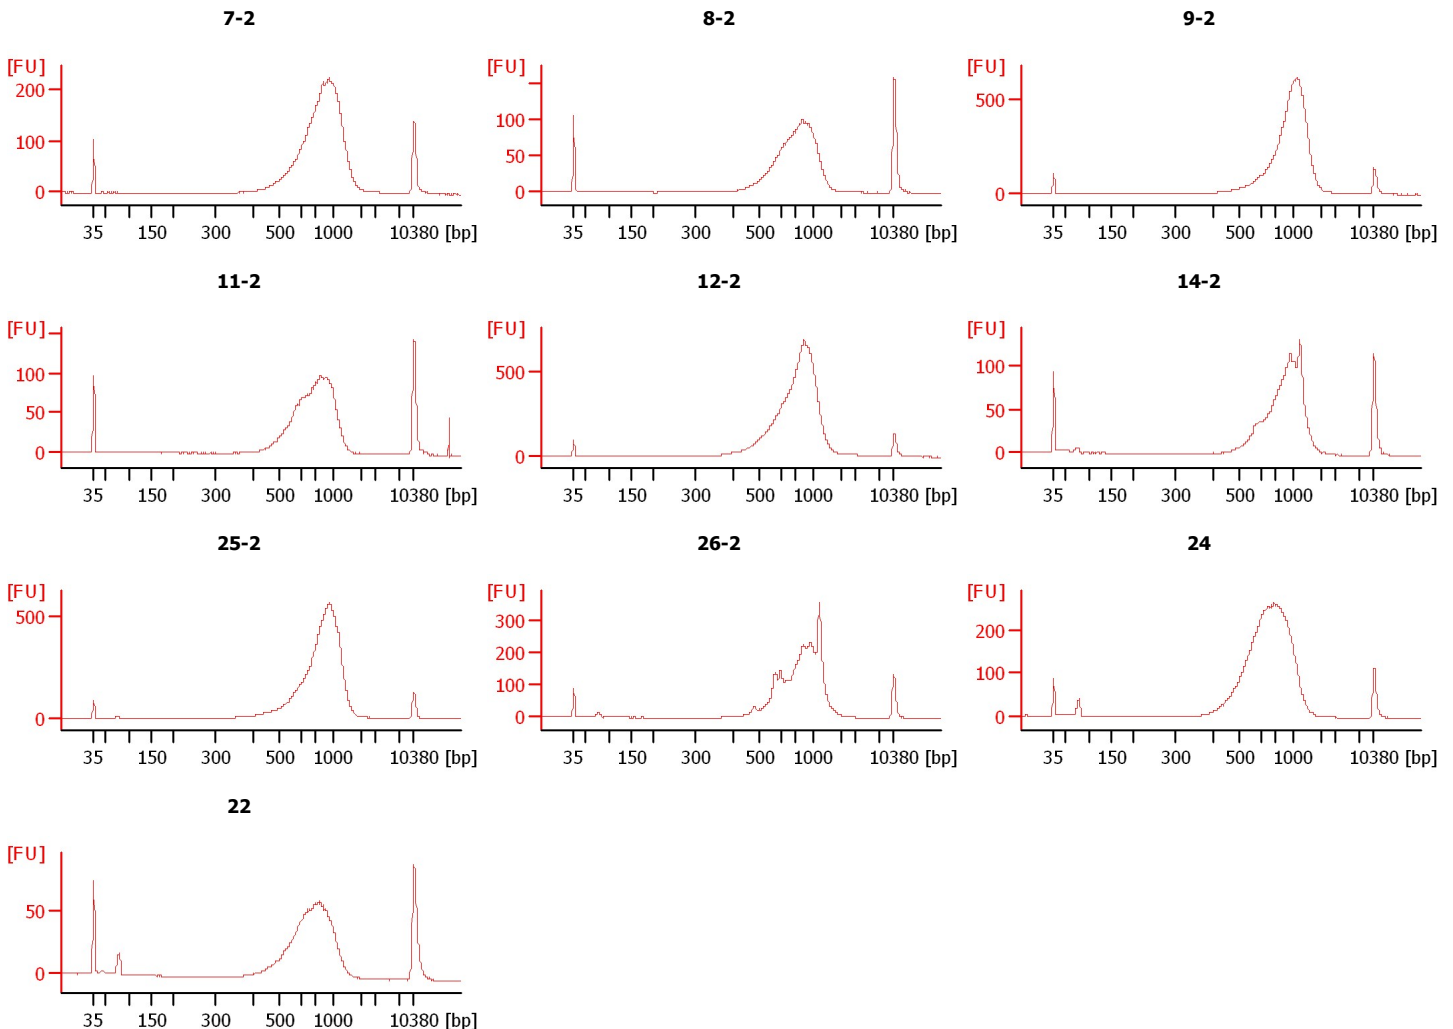 7-2 8-2 9-2
[FU] [FU] [FU]
200 100 0 100 50 0 500 0
35 150 300 500 1000 10380 [bp] 35 150 300 500 1000 10380 [bp] 35 150 300 500 1000 10380 [bp]
11-2 12-2 14-2
[FU] [FU] [FU]
100 50 0 500 0 100 50 0
35 150 300 500 1000 10380 [bp] 35 150 300 500 1000 10380 [bp] 35 150 300 500 1000 10380 [bp]
25-2 26-2 24
[FU] [FU] [FU]
500 0 300 200 100 0 200 100 0
35 150 300 500 1000 10380 [bp] 35 150 300 500 1000 10380 [bp] 35 150 300 500 1000 10380 [bp]
22
[FU]
50
0
35 150 300 500 1000 10380 [bp]